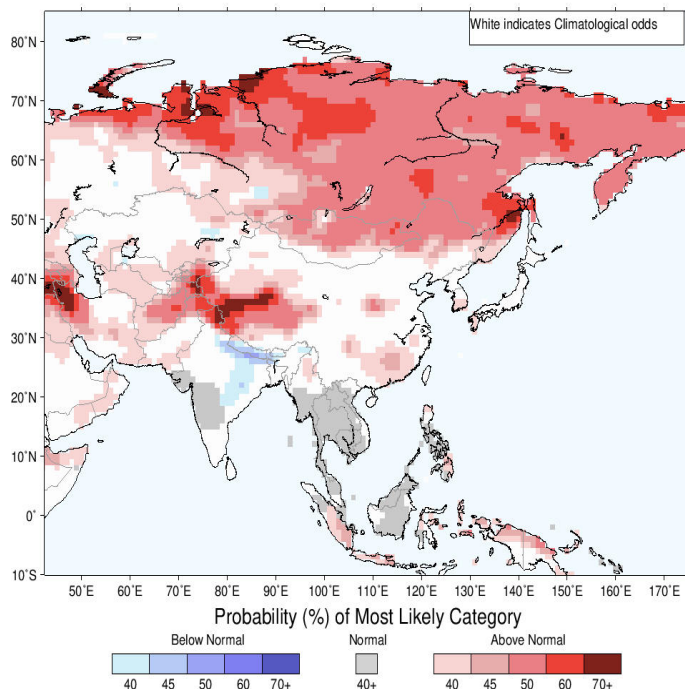 White indicates Climatological odds
80˚N
70˚N
60˚N
50˚N
40˚N
30˚N
20˚N
10˚N
0˚
10˚S
50˚E 60˚E 70˚E 80˚E 90˚E 100˚E 110˚E 120˚E 130˚E 140˚E 150˚E 160˚E 170˚E
Probability (%) of Most Likely Category
Below Normal Normal Above Normal
40 45 50 60 70+ 40+ 40 45 50 60 70+